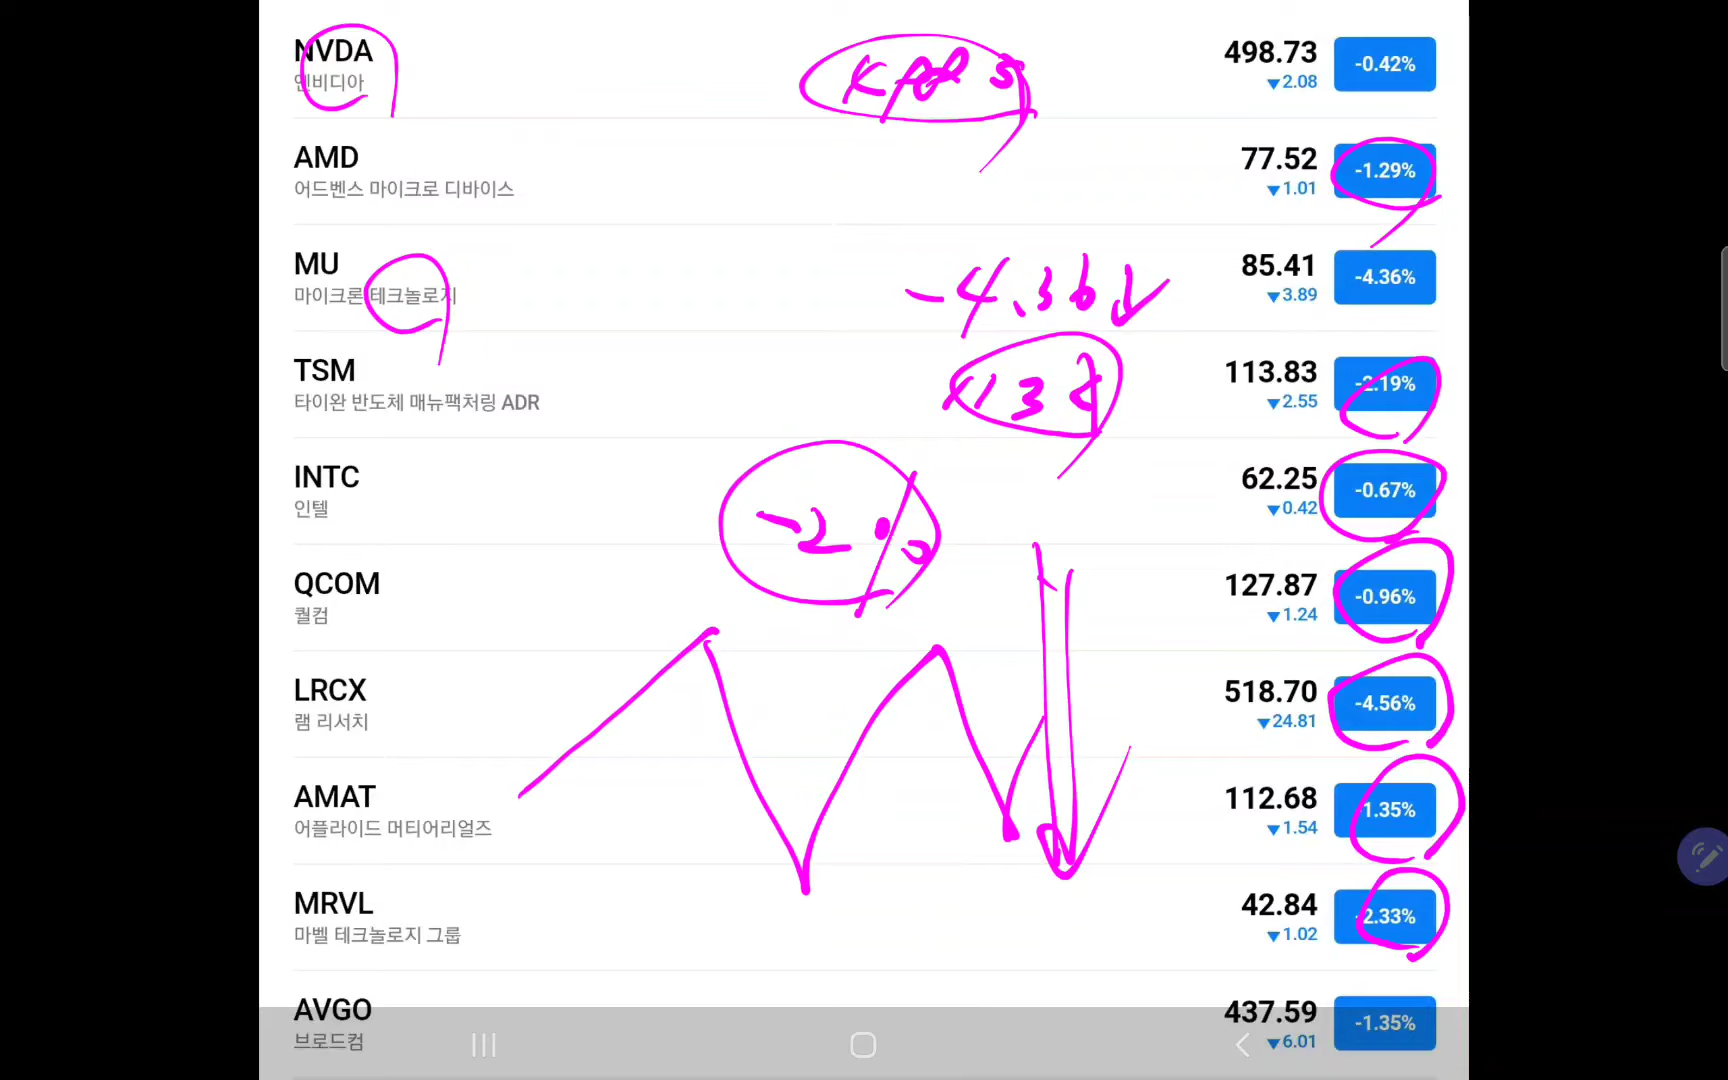 NVDA 498.73 -0.42%
엔비디아 ▼2.08
AMD 77.52 -1.29%
어드벤스 마이크로 디바이스 ▼1.01
MU 85.41 -4.36%
마이크론 테크놀로지 ▼3.89
-4.36
TSM 113.83 -2.19%
타이완 반도체 매뉴팩처링 ADR ▼2.55
INTC 62.25 -0.67%
인텔 ▼0.42
-2%
QCOM 127.87 -0.96%
퀄컴 ▼1.24
LRCX 518.70 -4.56%
램 리서치 ▼24.81
AMAT 112.68 -1.35%
어플라이드 머티어리얼즈 ▼1.54
MRVL 42.84 -2.33%
마벨 테크놀로지 그룹 ▼1.02
AVGO 437.59 -1.35%
브로드컴 ▼6.01